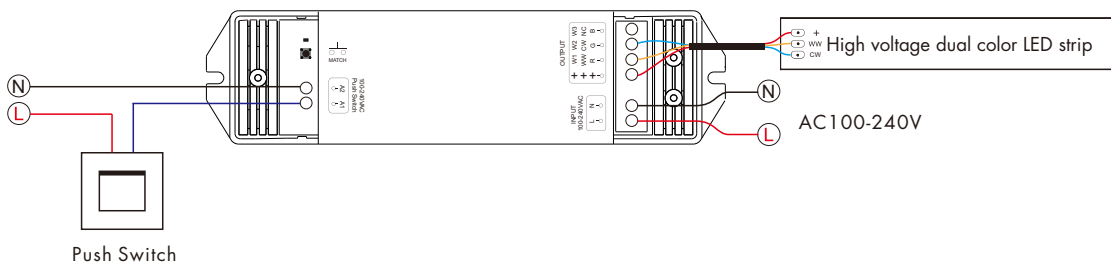 N
L
Push Switch
MATCH
A2
A1
100-240VAC
Push Switch
OUTPUT
W3 NC B
W2 CW G
W1 WW R
+ + +
INPUT
100-240VAC
N
L
+
WW
CW
High voltage dual color LED strip
N
L
AC100-240V